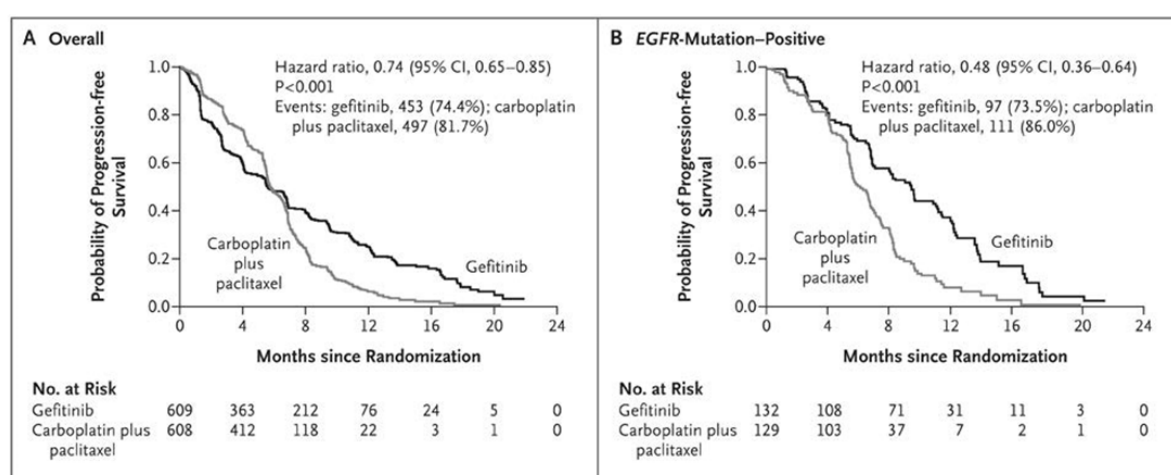 A Overall
Hazard ratio, 0.74 (95% CI, 0.65–0.85)
P<0.001
Events: gefitinib, 453 (74.4%); carboplatin
plus paclitaxel, 497 (81.7%)
Probability of Progression-free
Survival
1.0
0.8
0.6
0.4
0.2
0.0
Carboplatin
plus
paclitaxel
Gefitinib
0 4 8 12 16 20 24
Months since Randomization
No. at Risk
Gefitinib 609 363 212 76 24 5 0
Carboplatin plus 608 412 118 22 3 1 0
paclitaxel
B EGFR-Mutation–Positive
Hazard ratio, 0.48 (95% CI, 0.36–0.64)
P<0.001
Events: gefitinib, 97 (73.5%); carboplatin
plus paclitaxel, 111 (86.0%)
Probability of Progression-free
Survival
1.0
0.8
0.6
0.4
0.2
0.0
Carboplatin
plus
paclitaxel
Gefitinib
0 4 8 12 16 20 24
Months since Randomization
No. at Risk
Gefitinib 132 108 71 31 11 3 0
Carboplatin plus 129 103 37 7 2 1 0
paclitaxel